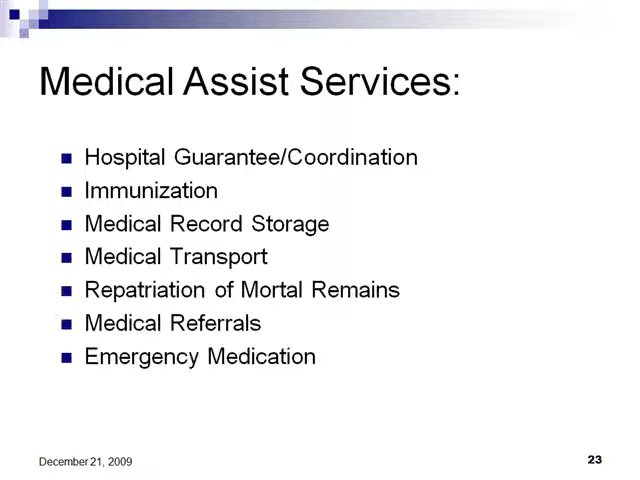 Medical Assist Services:
Hospital Guarantee/Coordination
Immunization
Medical Record Storage
Medical Transport
Repatriation of Mortal Remains
Medical Referrals
Emergency Medication
December 21, 2009
23